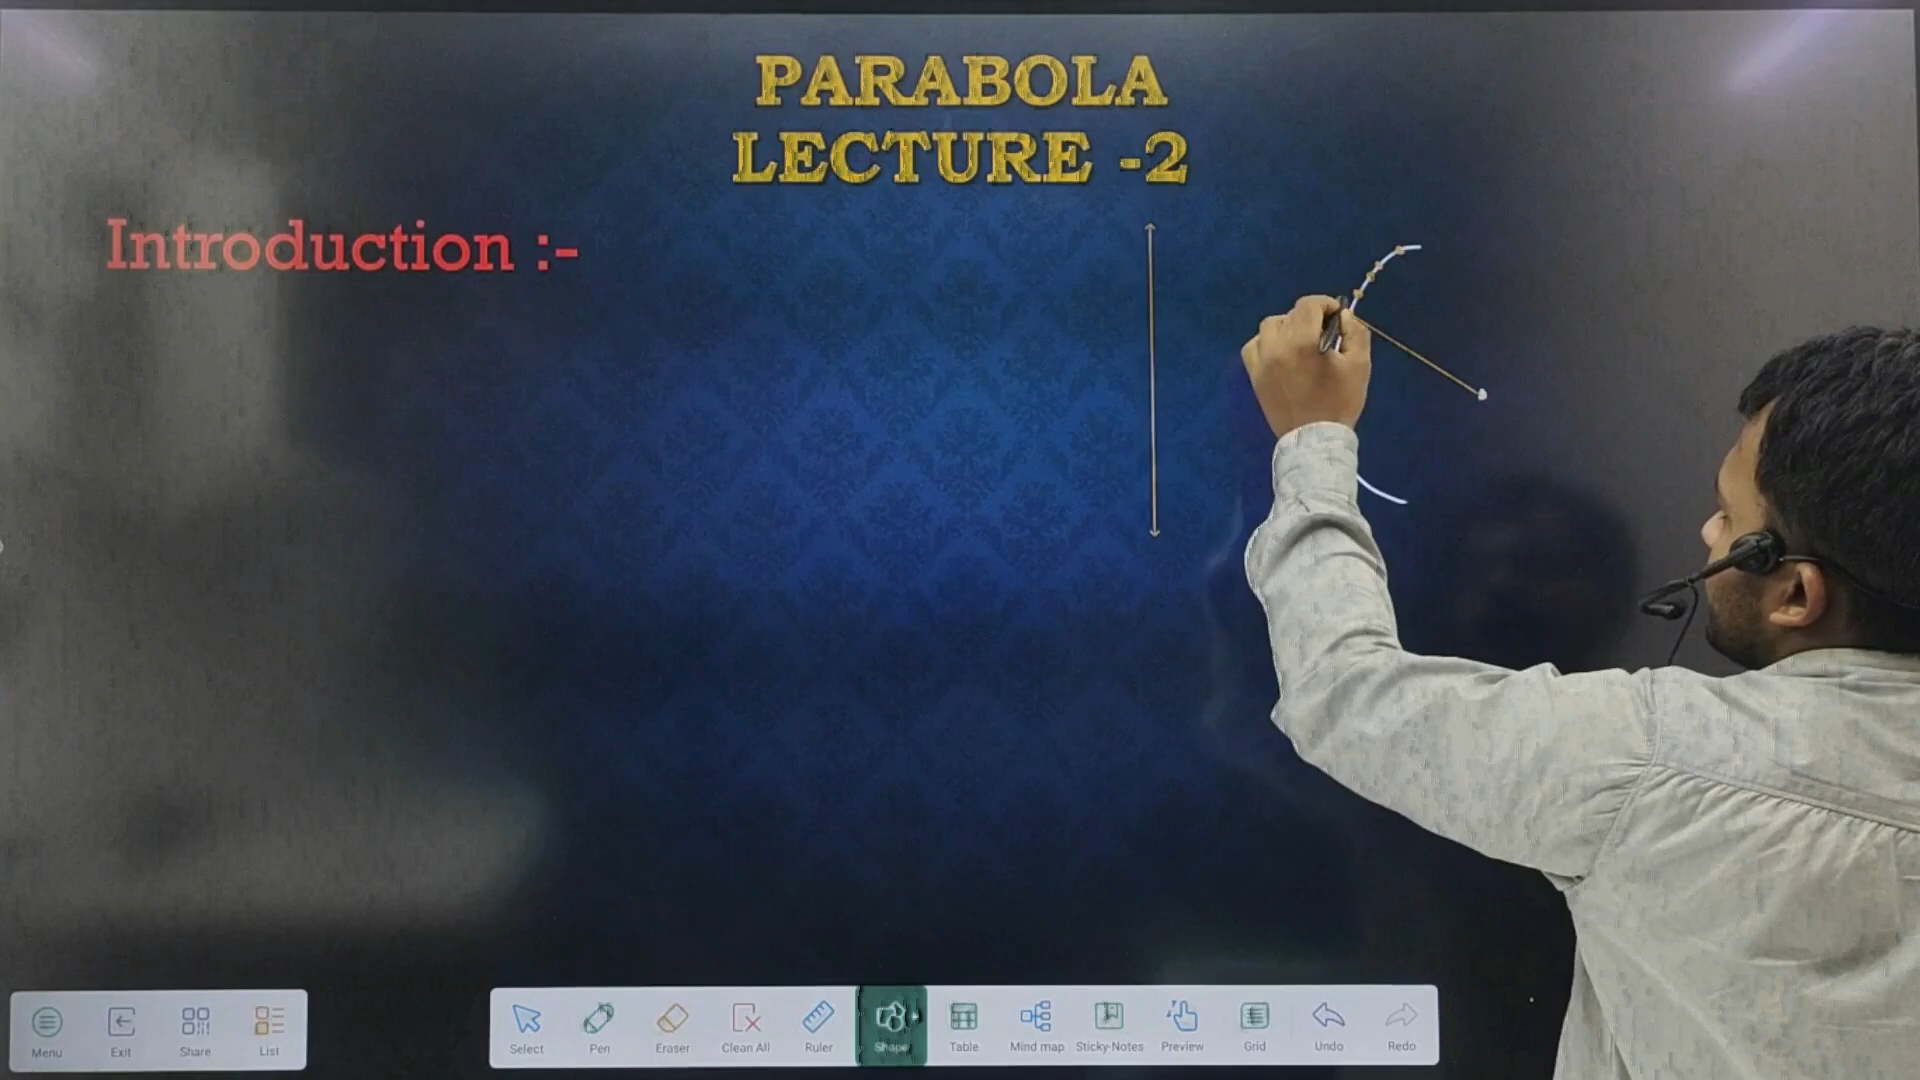 PARABOLA
LECTURE -2
Introduction :-
Menu Exit Share List
Select Pen Eraser Clean All Ruler Shape Table Mind map Sticky-Notes Preview Grid Undo Redo